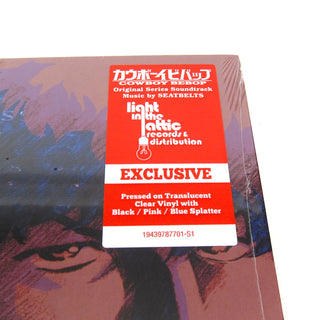 カウボーイビバップ
COWBOY BEBOP
Original Series Soundtrack
Music by SEATBELTS
light
in the
attic
records &
distribution
EXCLUSIVE
Pressed on Translucent
Clear Vinyl with
Black / Pink / Blue Splatter
19439787701-S1